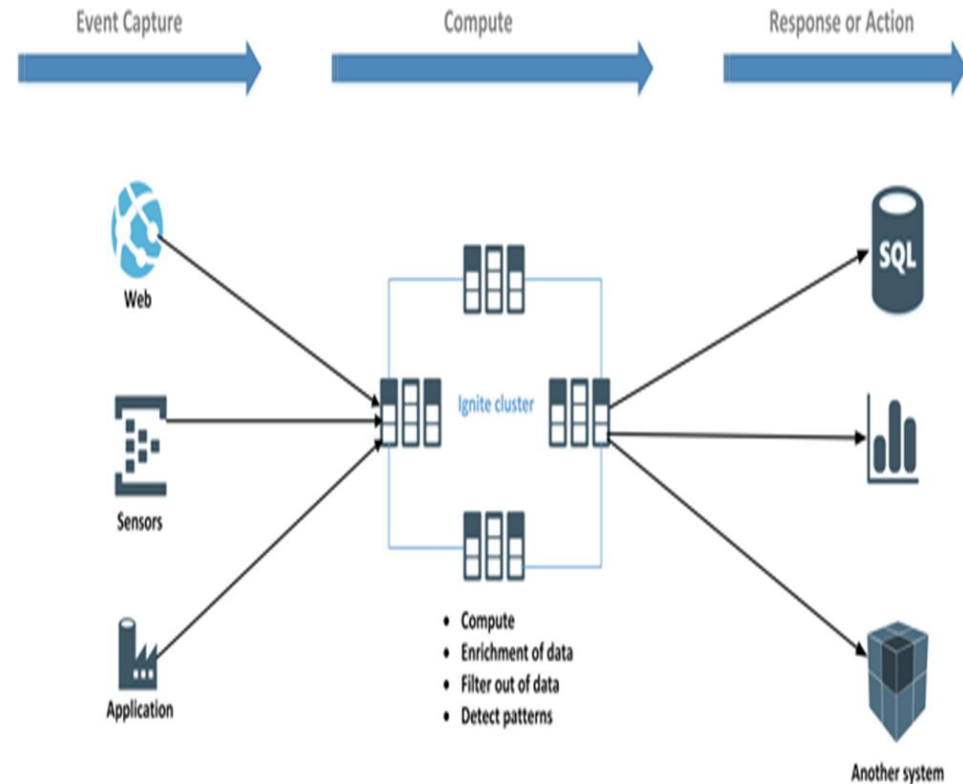 Event Capture
Compute
Response or Action
Web
Sensors
Application
Ignite cluster
• Compute
• Enrichment of data
• Filter out of data
• Detect patterns
SQL
Another system